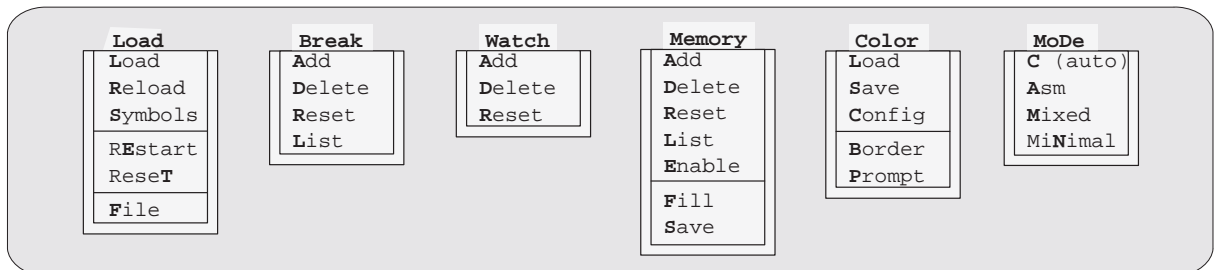 Load
Load
Reload
Symbols
REstart
ReseT
File
Break
Add
Delete
Reset
List
Watch
Add
Delete
Reset
Memory
Add
Delete
Reset
List
Enable
Fill
Save
Color
Load
Save
Config
Border
Prompt
MoDe
C (auto)
Asm
Mixed
MiNimal